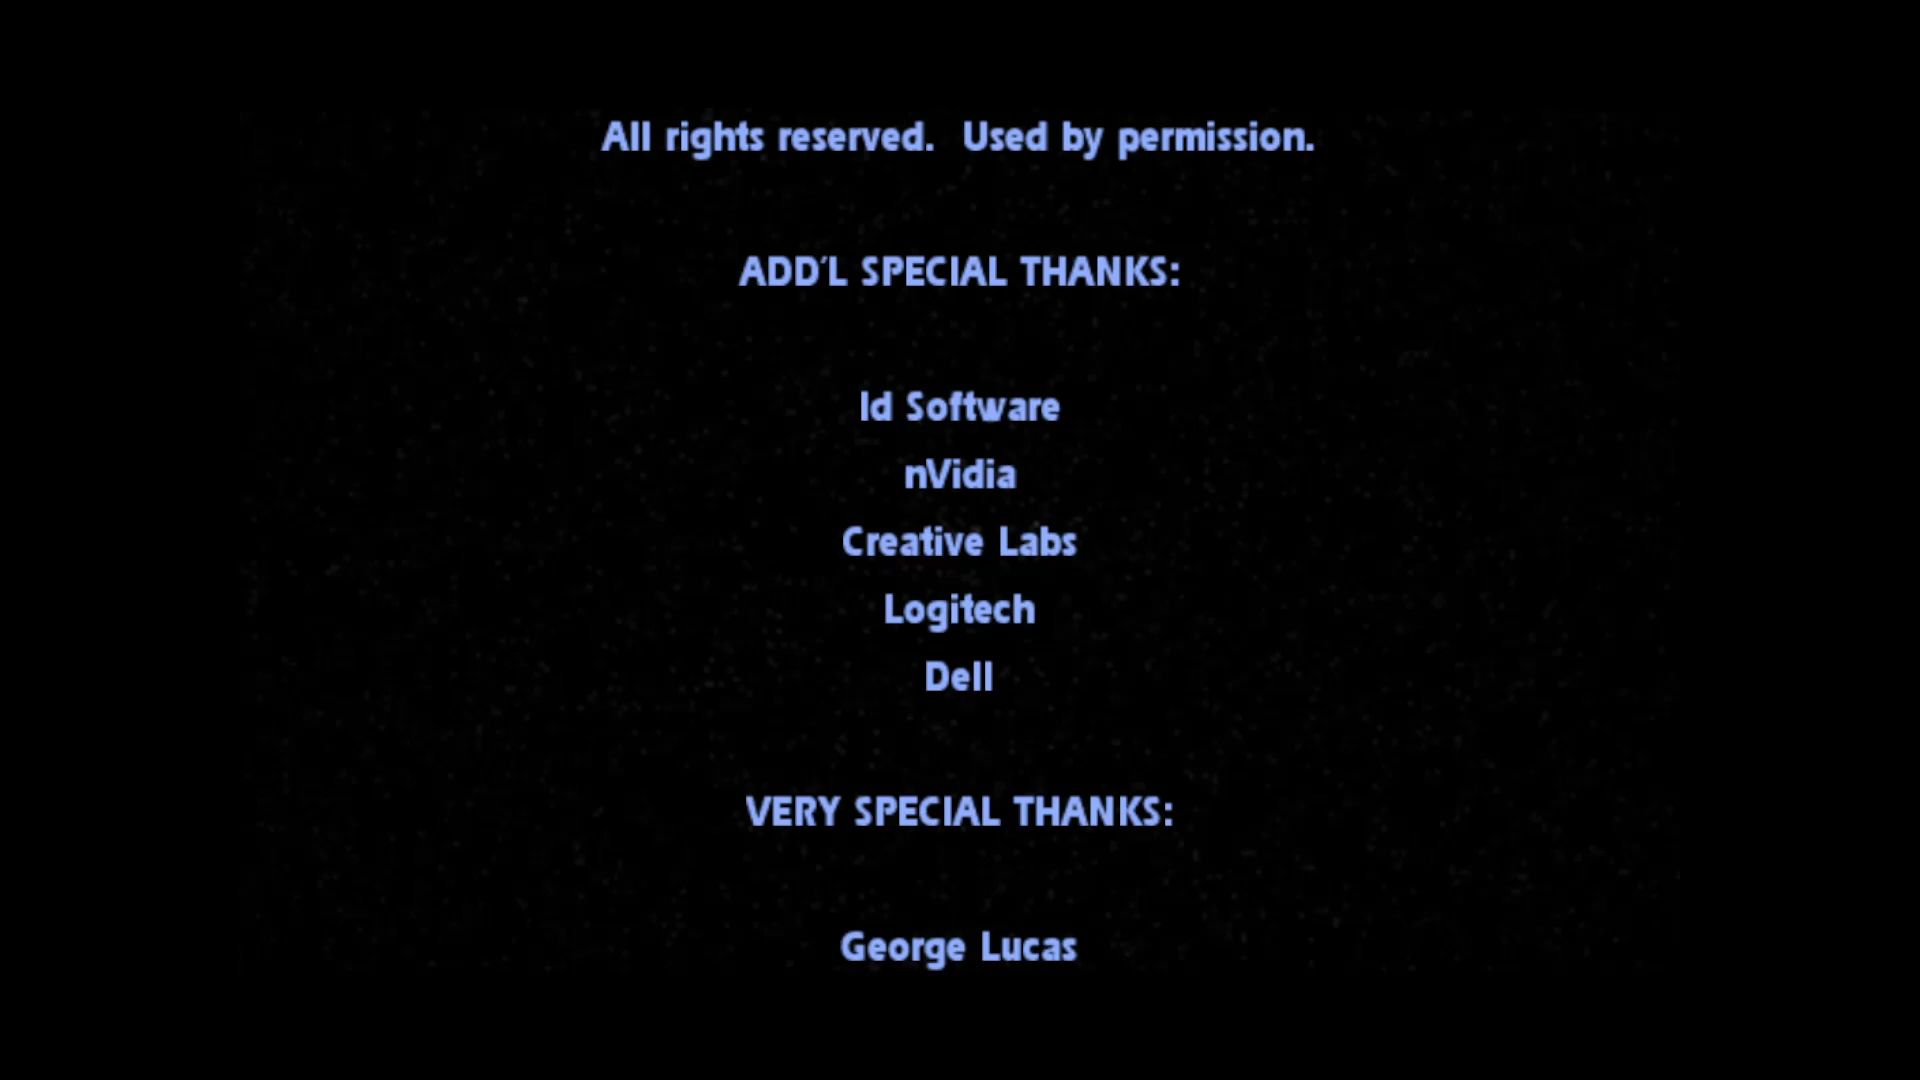 All rights reserved.  Used by permission.
ADD'L SPECIAL THANKS:
Id Software
nVidia
Creative Labs
Logitech
Dell
VERY SPECIAL THANKS:
George Lucas